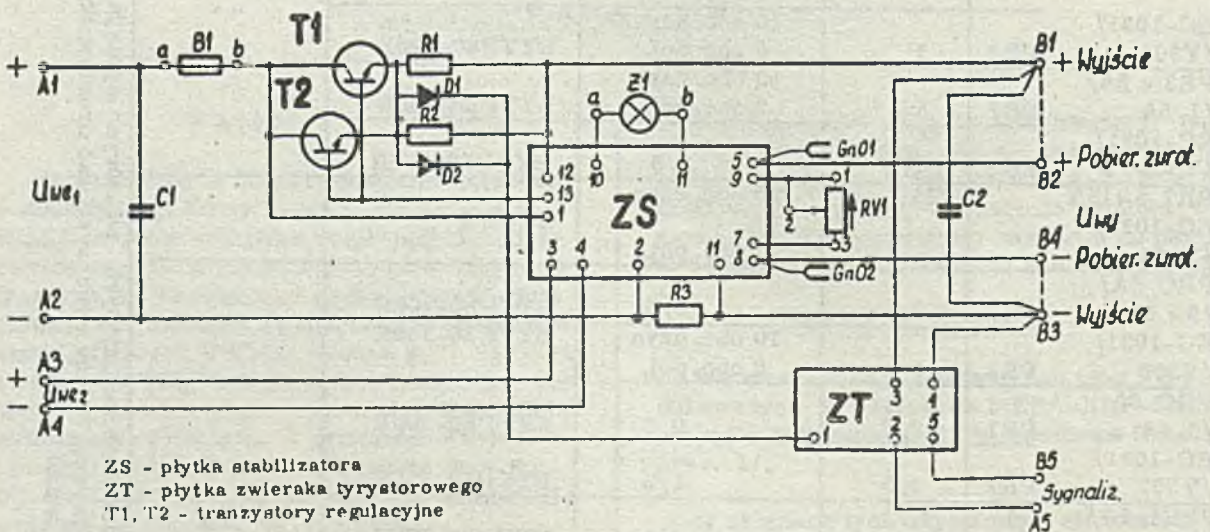 T1
R1
+
A1
a
B1
b
D1
T2
R2
D2
B1
+ Wyjście
a
Z1
b
10
11
5
Gn01
9
1
+ Pobier. zwrot.
B2
12
13
1
ZS
2
RV1
C2
Uwe1
C1
Uwy
3
4
2
11
7
3
8
Gn02
B4
- Pobier. zwrot.
A2
-
R3
- Wyjście
B3
+
A3
Uwe2
-
A4
3
4
ZT
1
2
5
B5
Sygnaliz.
A5
ZS - płytka stabilizatora
ZT - płytka zwieraka tyrystorowego
T1, T2 - tranzystory regulacyjne